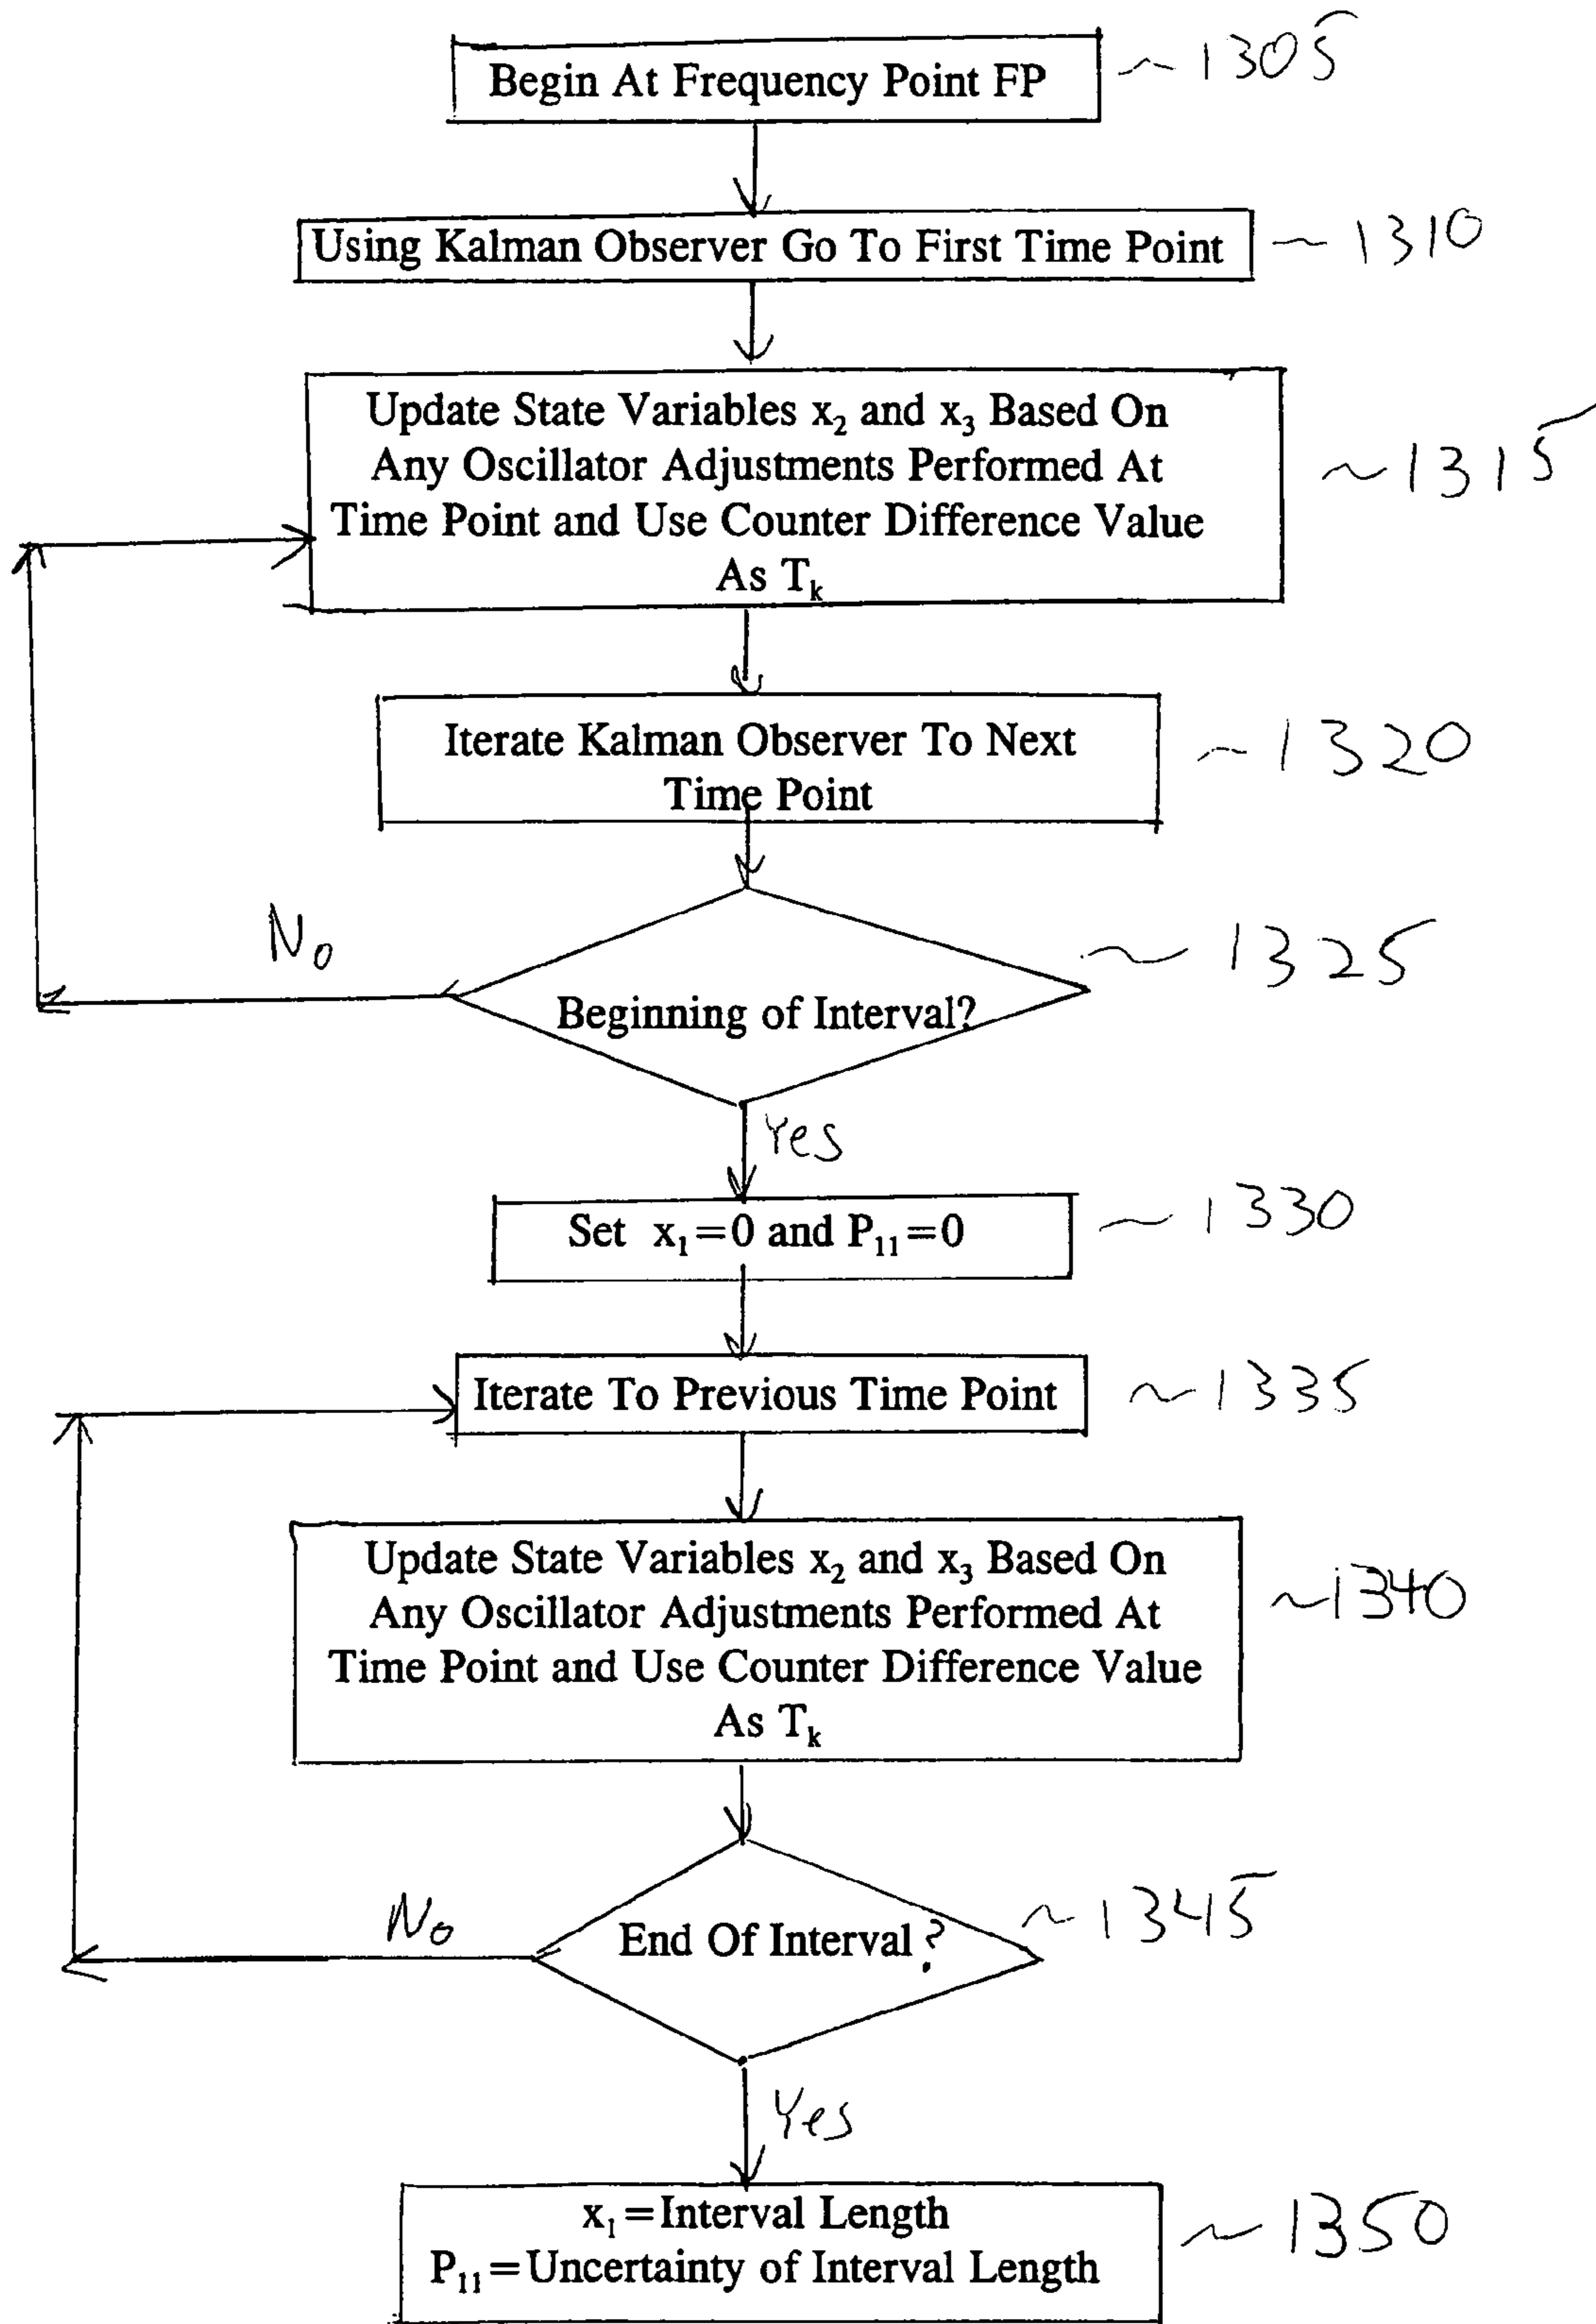 Begin At Frequency Point FP ~1305
Using Kalman Observer Go To First Time Point ~1310
Update State Variables x₂ and x₃ Based On
Any Oscillator Adjustments Performed At
Time Point and Use Counter Difference Value
As Tₖ
~1315
Iterate Kalman Observer To Next
Time Point
~1320
No
Beginning of Interval?
~1325
Yes
Set x₁=0 and P₁₁=0 ~1330
Iterate To Previous Time Point ~1335
Update State Variables x₂ and x₃ Based On
Any Oscillator Adjustments Performed At
Time Point and Use Counter Difference Value
As Tₖ
~1340
No
End Of Interval?
~1345
Yes
x₁=Interval Length
P₁₁=Uncertainty of Interval Length
~1350